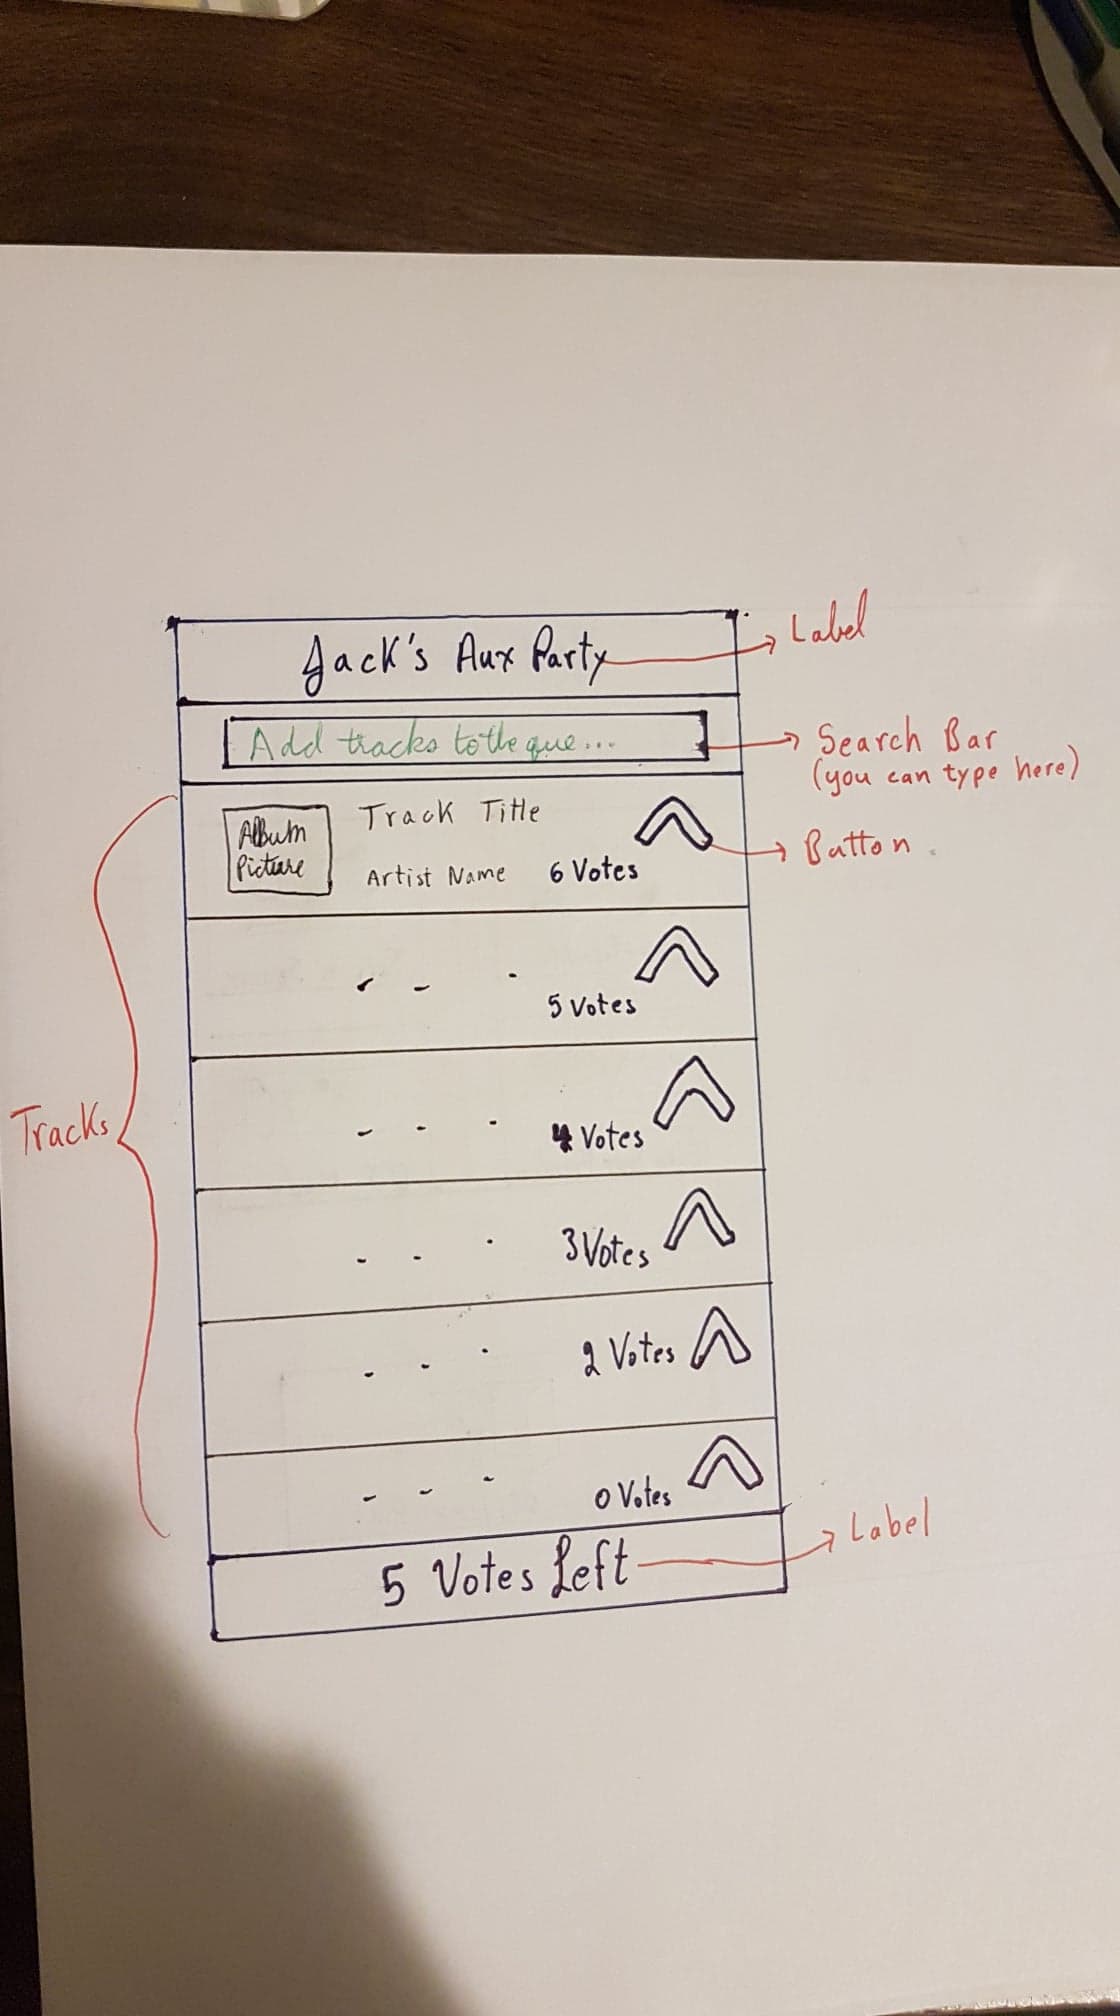 Jack's Aux Party
Label
Add tracks to the que...
Search Bar
(you can type here)
Album
Picture
Track Title
Artist Name
6 Votes
Button
5 Votes
Tracks
4 Votes
3 Votes
2 Votes
0 Votes
5 Votes Left
Label